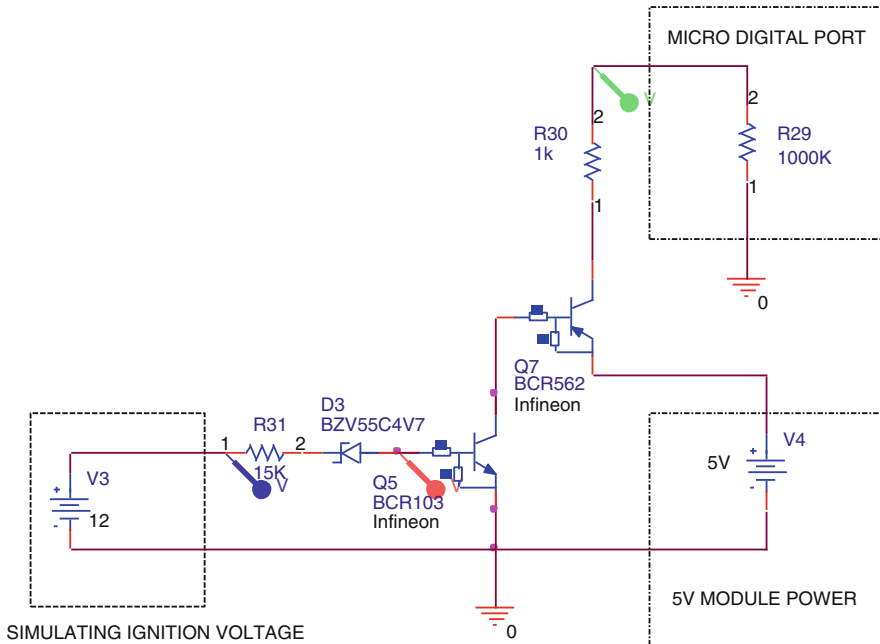 MICRO DIGITAL PORT
V
2
2
R30
1k
R29
1000K
1
1
0
Q7
BCR562
Infineon
D3
BZV55C4V7
R31
1
2
15K
V
V4
5V
+
-
V3
+
12
-
Q5
BCR103
V
Infineon
5V MODULE POWER
0
SIMULATING IGNITION VOLTAGE